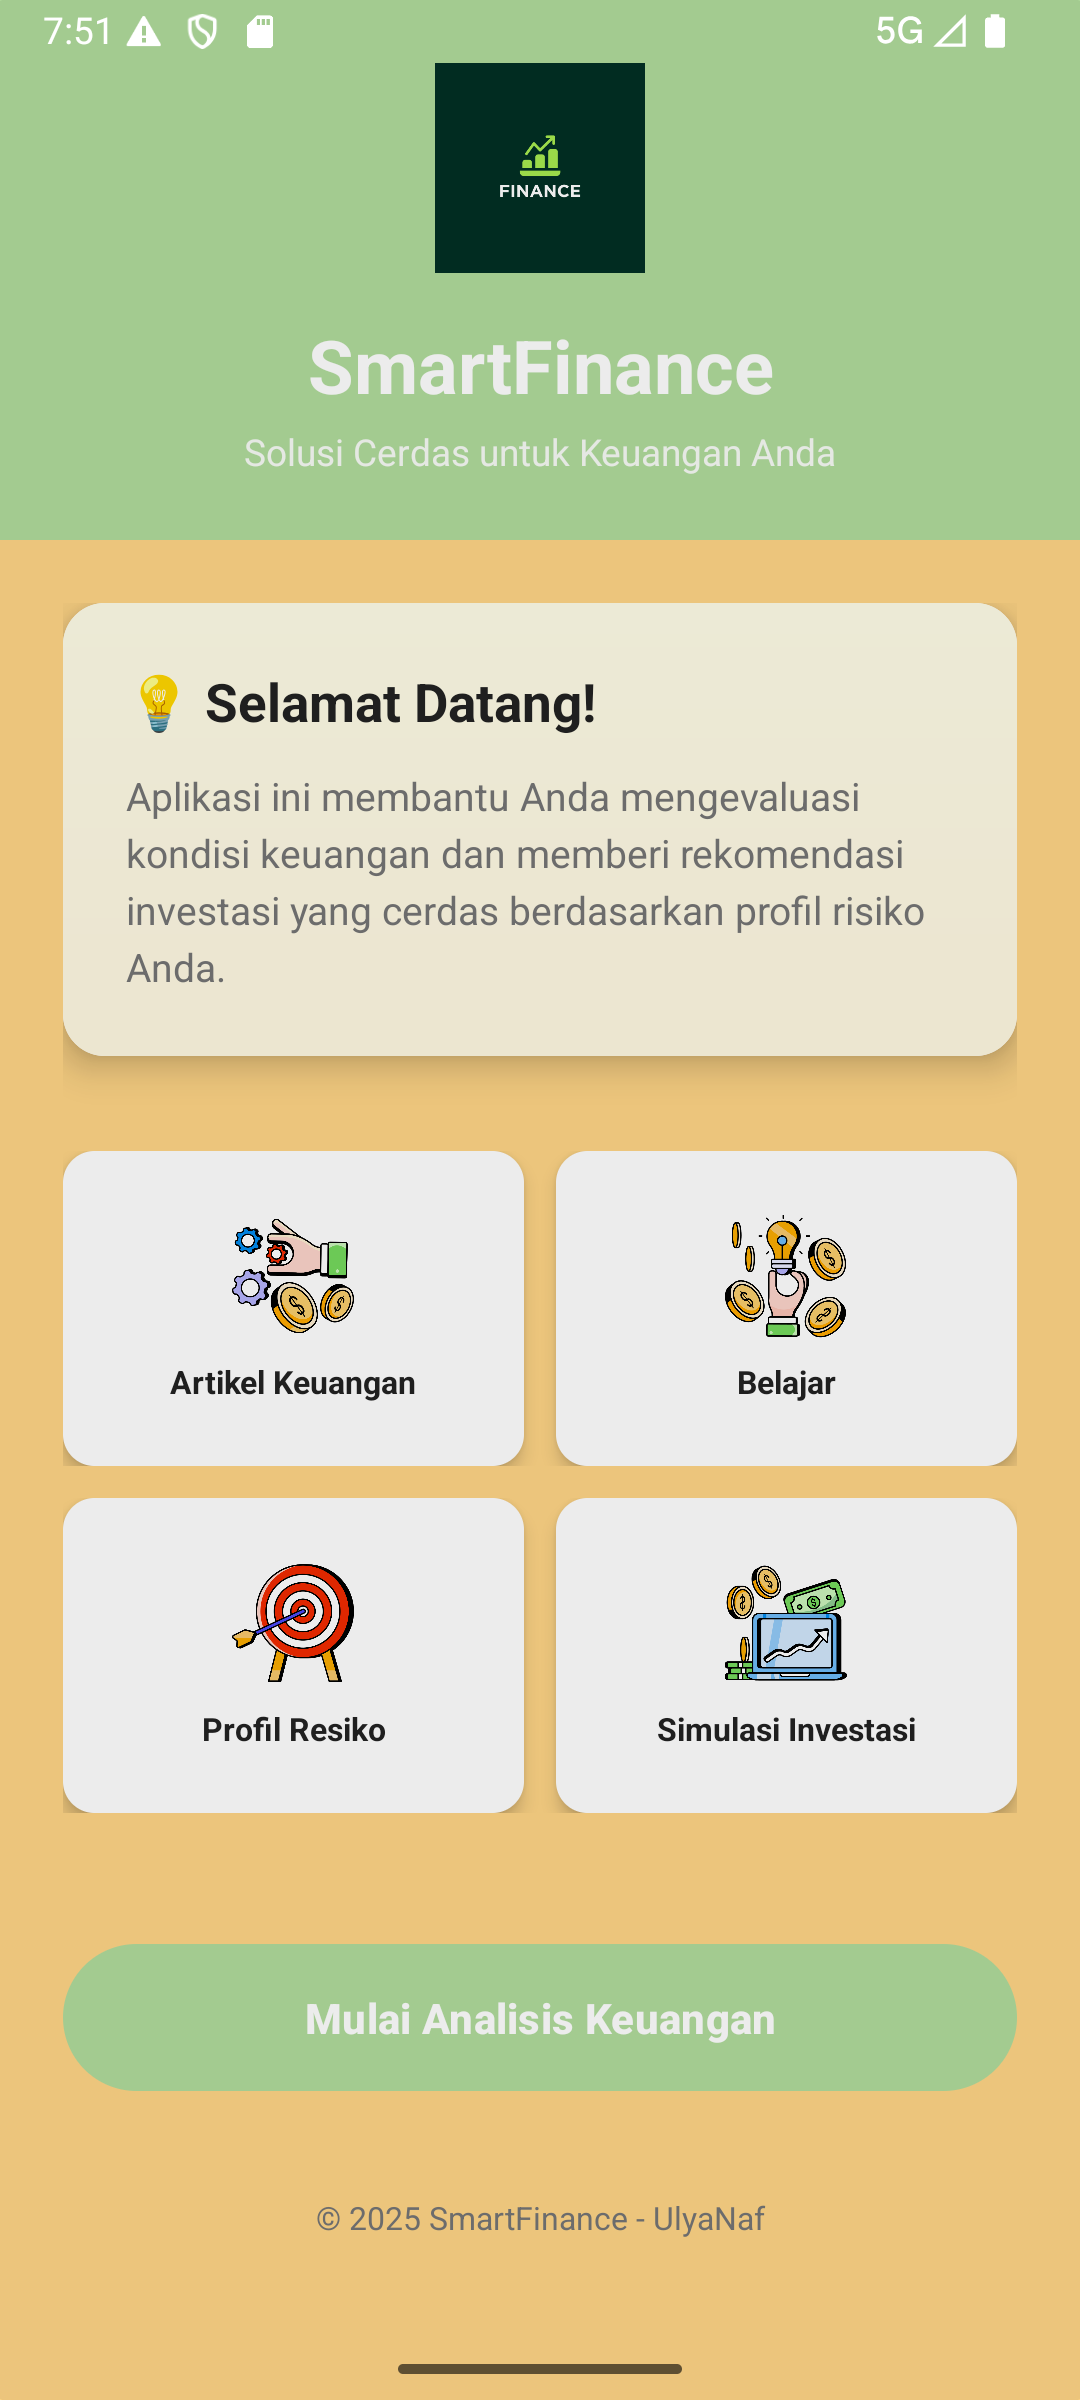 7:51
5G
FINANCE
SmartFinance
Solusi Cerdas untuk Keuangan Anda
💡 Selamat Datang!
Aplikasi ini membantu Anda mengevaluasi
kondisi keuangan dan memberi rekomendasi
investasi yang cerdas berdasarkan profil risiko
Anda.
Artikel Keuangan
Belajar
Profil Resiko
Simulasi Investasi
Mulai Analisis Keuangan
© 2025 SmartFinance - UlyaNaf